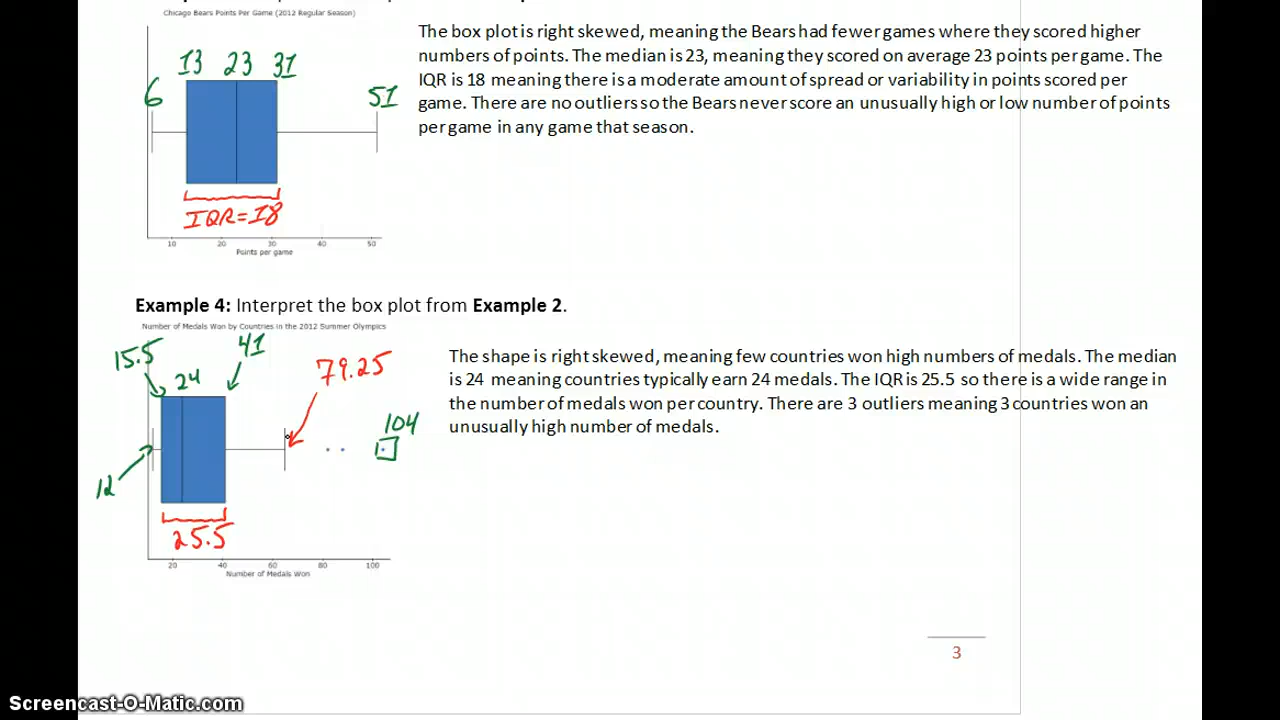 Chicago Bears Points Per Game (2012 Regular Season)
13 23 31
6
51
IQR=18
10 20 30 40 50
Points per game
The box plot is right skewed, meaning the Bears had fewer games where they scored higher
numbers of points. The median is 23, meaning they scored on average 23 points per game. The
IQR is 18 meaning there is a moderate amount of spread or variability in points scored per
game. There are no outliers so the Bears never score an unusually high or low number of points
per game in any game that season.
Example 4: Interpret the box plot from Example 2.
Number of Medals Won by Countries in the 2012 Summer Olympics
15.5
24
41
79.25
104
12
25.5
20 40 60 80 100
Number of Medals Won
The shape is right skewed, meaning few countries won high numbers of medals. The median
is 24 meaning countries typically earn 24 medals. The IQR is 25.5 so there is a wide range in
the number of medals won per country. There are 3 outliers meaning 3 countries won an
unusually high number of medals.
3
Screencast-O-Matic.com